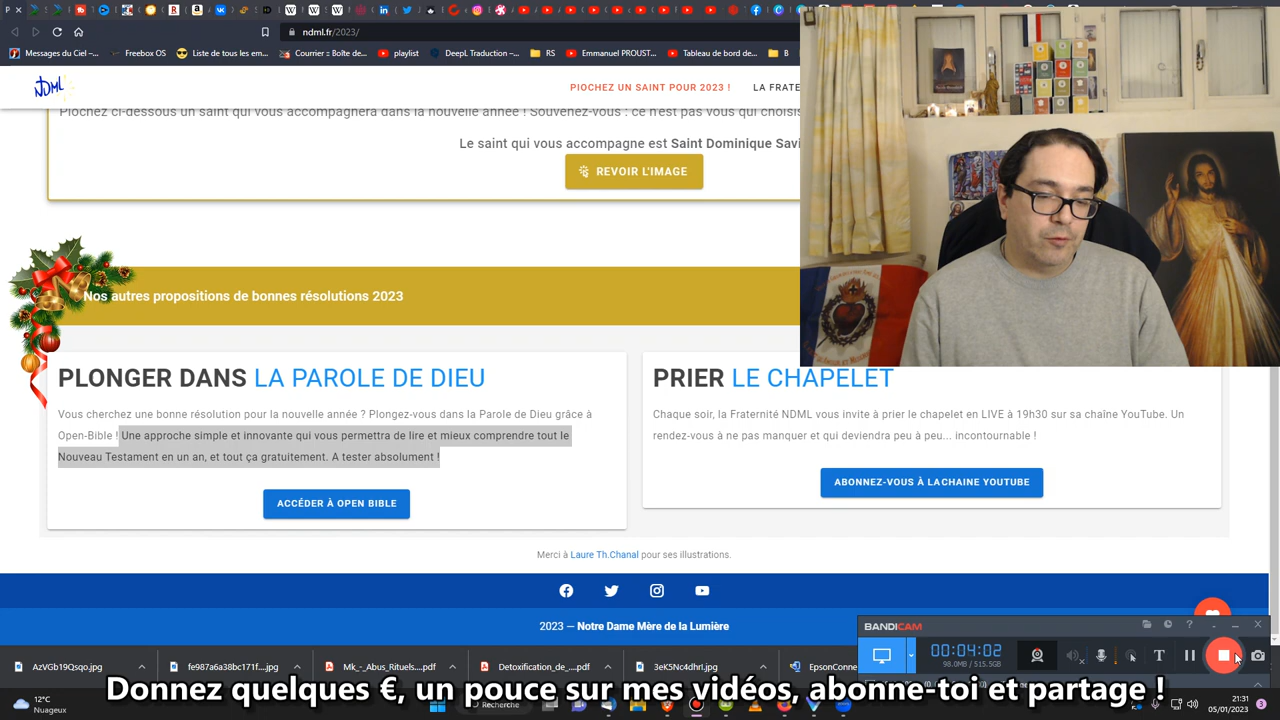 ndml.fr/2023/
Messages du Ciel –...
Freebox OS
Liste de tous les em...
Courrier – Boîte de...
playlist
DeepL Traduction –...
RS
Emmanuel PROUST...
Tableau de bord de...
B
NDML
PIOCHEZ UN SAINT POUR 2023 !
LA FRATE
Piochez ci-dessous un saint qui vous accompagnera dans la nouvelle année ! Souvenez-vous : ce n'est pas vous qui choisis
Le saint qui vous accompagne est Saint Dominique Savi
REVOIR L'IMAGE
Nos autres propositions de bonnes résolutions 2023
PLONGER DANS LA PAROLE DE DIEU
Vous cherchez une bonne résolution pour la nouvelle année ? Plongez-vous dans la Parole de Dieu grâce à
Open-Bible ! Une approche simple et innovante qui vous permettra de lire et mieux comprendre tout le
Nouveau Testament en un an, et tout ça gratuitement. A tester absolument !
ACCÉDER À OPEN BIBLE
PRIER LE CHAPELET
Chaque soir, la Fraternité NDML vous invite à prier le chapelet en LIVE à 19h30 sur sa chaîne YouTube. Un
rendez-vous à ne pas manquer et qui deviendra peu à peu... incontournable !
ABONNEZ-VOUS À LACHAINE YOUTUBE
Merci à Laure Th.Chanal pour ses illustrations.
2023 — Notre Dame Mère de la Lumière
BANDICAM
00:04:02
98.0MB / 515.5GB
AzVGb19Qsqo.jpg
fe987a6a38bc171f....jpg
Mk_-_Abus_Rituels....pdf
Detoxification_de_....pdf
3eK5Nc4dhrI.jpg
EpsonConne
12°C
Nuageux
Recherche
21:31
05/01/2023
Donnez quelques €, un pouce sur mes vidéos, abonne-toi et partage !